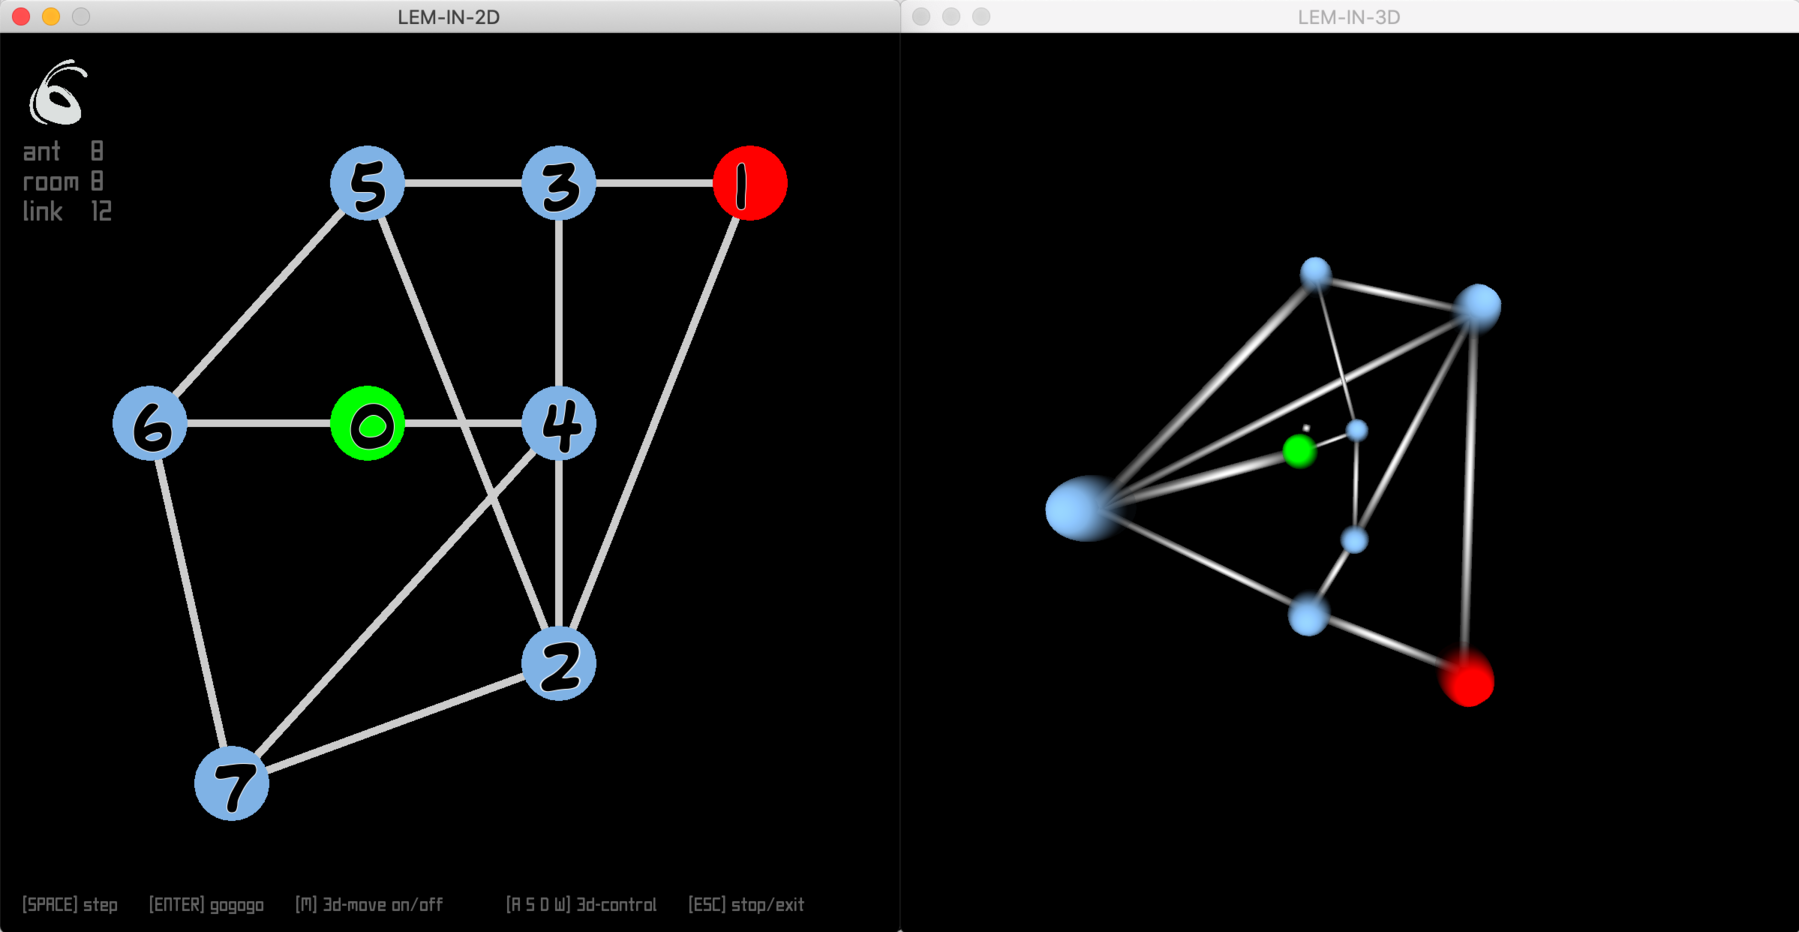 LEM-IN-2D
LEM-IN-3D
ant 8
room 8
link 12
5 3 1
6 0 4
2
7
[SPACE] step [ENTER] gogogo [M] 3d-move on/off [A S D W] 3d-control [ESC] stop/exit